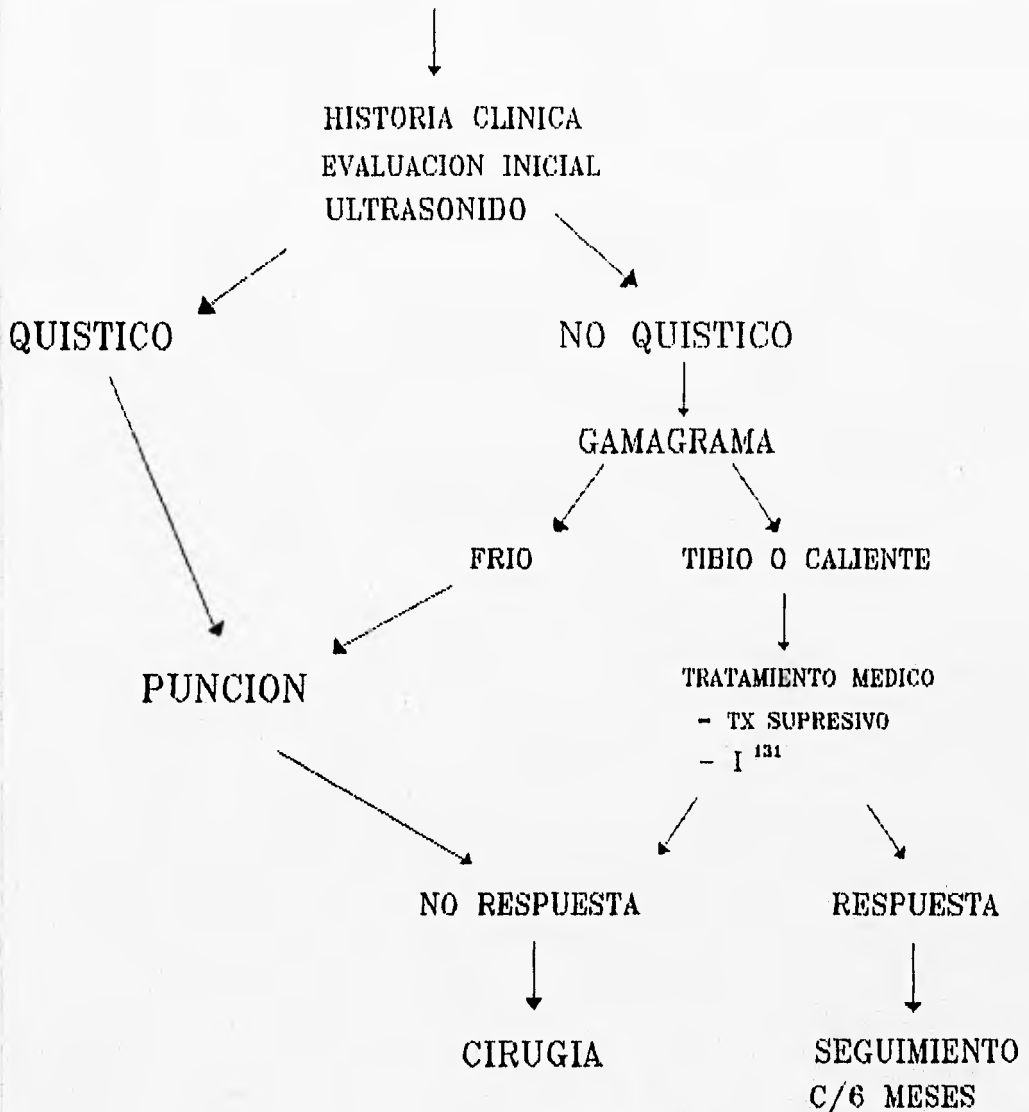 HISTORIA CLINICA
EVALUACION INICIAL
ULTRASONIDO
QUISTICO
NO QUISTICO
GAMAGRAMA
FRIO
TIBIO O CALIENTE
PUNCION
TRATAMIENTO MEDICO
- TX SUPRESIVO
- I 131
NO RESPUESTA
RESPUESTA
CIRUGIA
SEGUIMIENTO
C/6 MESES